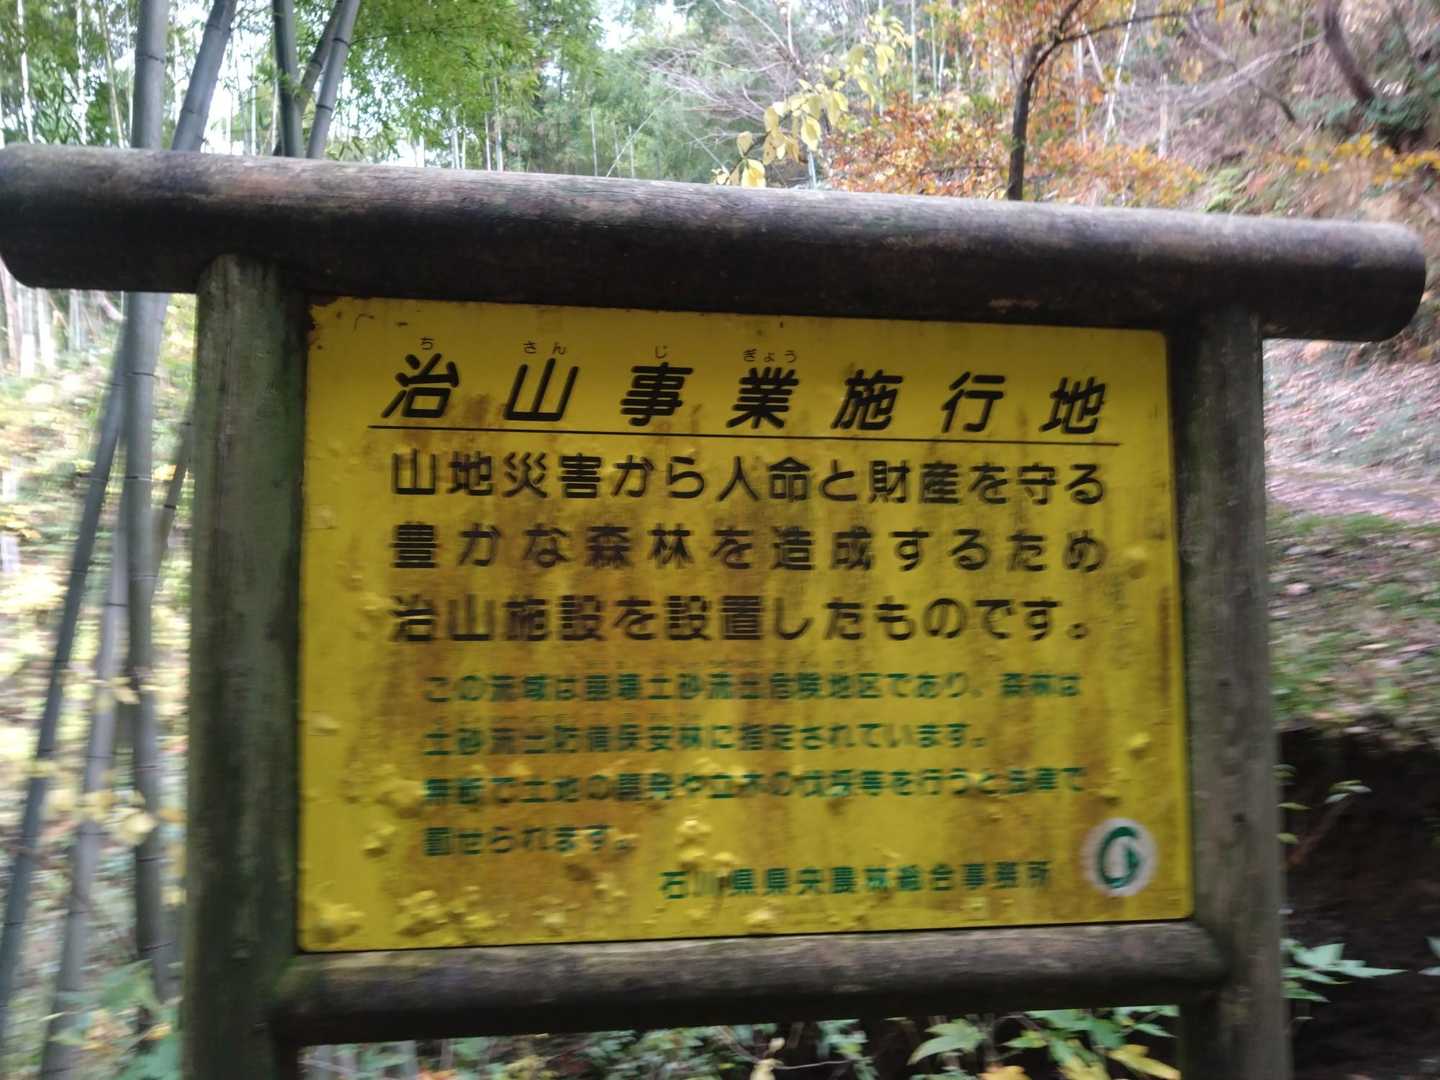 ち さん じ ぎょう
治山事業施行地
山地災害から人命と財産を守る
豊かな森林を造成するため
治山施設を設置したものです。
この流域は崩壊土砂流出危険地区であり、森林は
土砂流出防備保安林に指定されています。
無断で土地の開発や立木の伐採等を行うと法律で
罰せられます。
石川県県央農林総合事務所